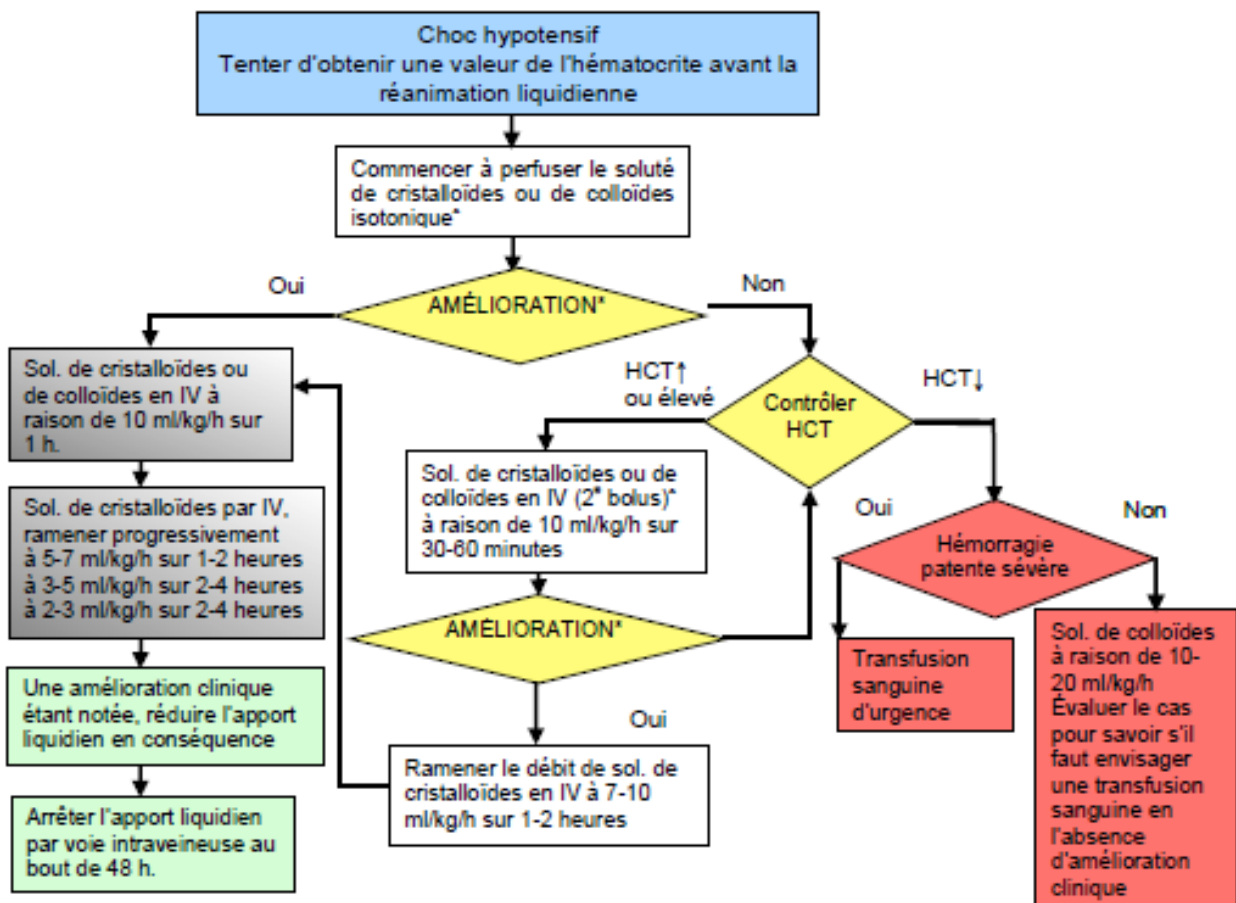 Choc hypotensif
Tenter d'obtenir une valeur de l'hématocrite avant la
réanimation liquidienne
Commencer à perfuser le soluté
de cristalloïdes ou de colloïdes
isotonique*
AMÉLIORATION*
Oui
Non
Sol. de cristalloïdes ou
de colloïdes en IV à
raison de 10 ml/kg/h sur
1 h.
Sol. de cristalloïdes par IV,
ramener progressivement
à 5-7 ml/kg/h sur 1-2 heures
à 3-5 ml/kg/h sur 2-4 heures
à 2-3 ml/kg/h sur 2-4 heures
Une amélioration clinique
étant notée, réduire l'apport
liquidien en conséquence
Arrêter l'apport liquidien
par voie intraveineuse au
bout de 48 h.
Contrôler
HCT
HCT↑
ou élevé
HCT↓
Sol. de cristalloïdes ou de
colloïdes en IV (2e bolus)^
à raison de 10 ml/kg/h sur
30-60 minutes
AMÉLIORATION*
Oui
Ramener le débit de sol. de
cristalloïdes en IV à 7-10
ml/kg/h sur 1-2 heures
Hémorragie
patente sévère
Oui
Non
Transfusion
sanguine
d'urgence
Sol. de colloïdes
à raison de 10-
20 ml/kg/h
Évaluer le cas
pour savoir s'il
faut envisager
une transfusion
sanguine en
l'absence
d'amélioration
clinique